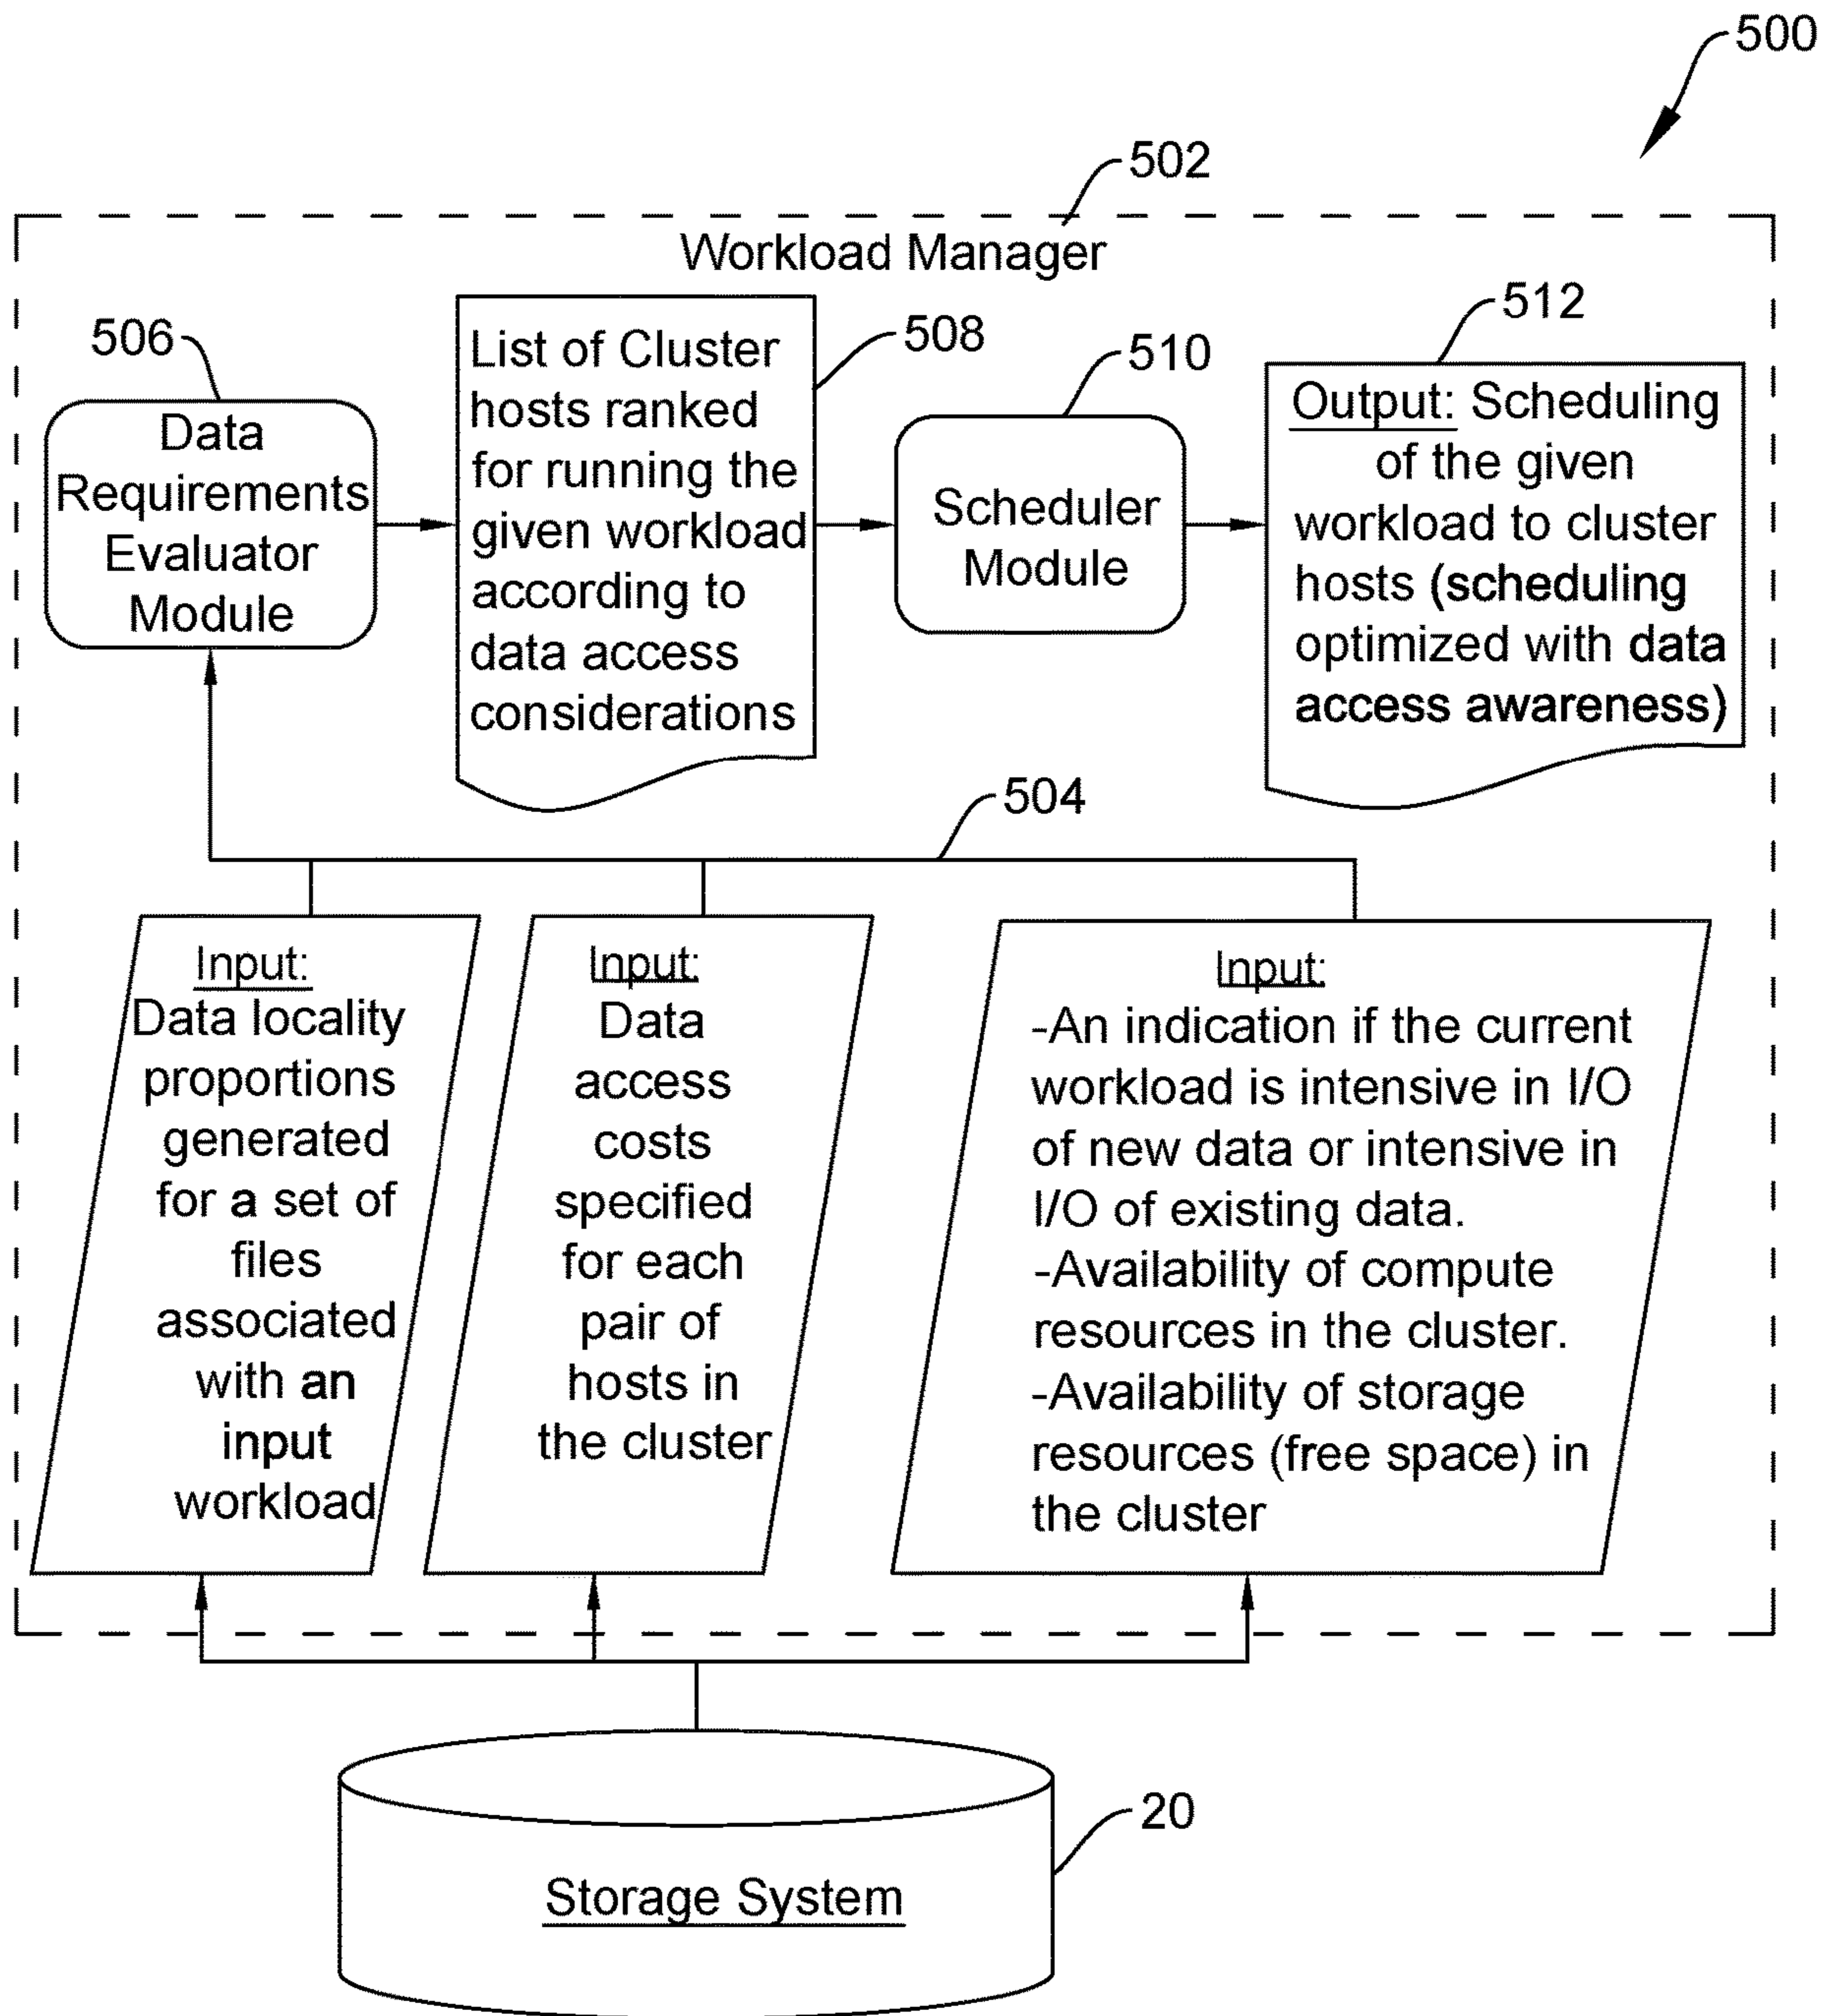 500
502
Workload Manager
506
Data
Requirements
Evaluator
Module
List of Cluster
hosts ranked
for running the
given workload
according to
data access
considerations
508
510
Scheduler
Module
512
Output: Scheduling
of the given
workload to cluster
hosts (scheduling
optimized with data
access awareness)
504
Input:
Data locality
proportions
generated
for a set of
files
associated
with an
input
workload
Input:
Data
access
costs
specified
for each
pair of
hosts in
the cluster
Input:
-An indication if the current
workload is intensive in I/O
of new data or intensive in
I/O of existing data.
-Availability of compute
resources in the cluster.
-Availability of storage
resources (free space) in
the cluster
20
Storage System